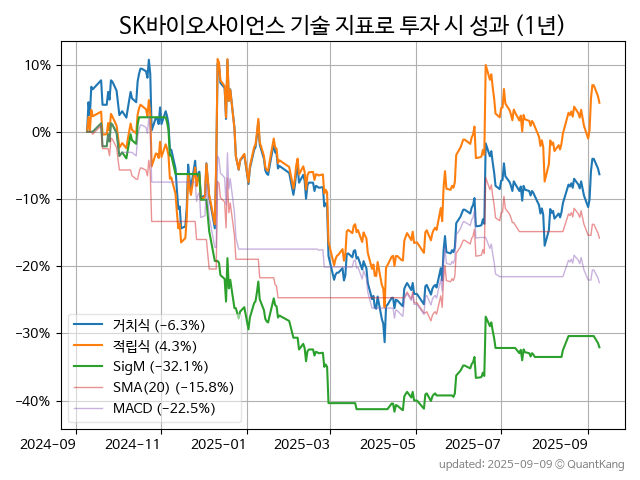 SK바이오사이언스 기술 지표로 투자 시 성과 (1년)
10%
0%
−10%
−20%
−30%
−40%
거치식 (−6.3%)
적립식 (4.3%)
SigM (−32.1%)
SMA(20) (−15.8%)
MACD (−22.5%)
2024-09
2024-11
2025-01
2025-03
2025-05
2025-07
2025-09
updated: 2025-09-09 © QuantKang